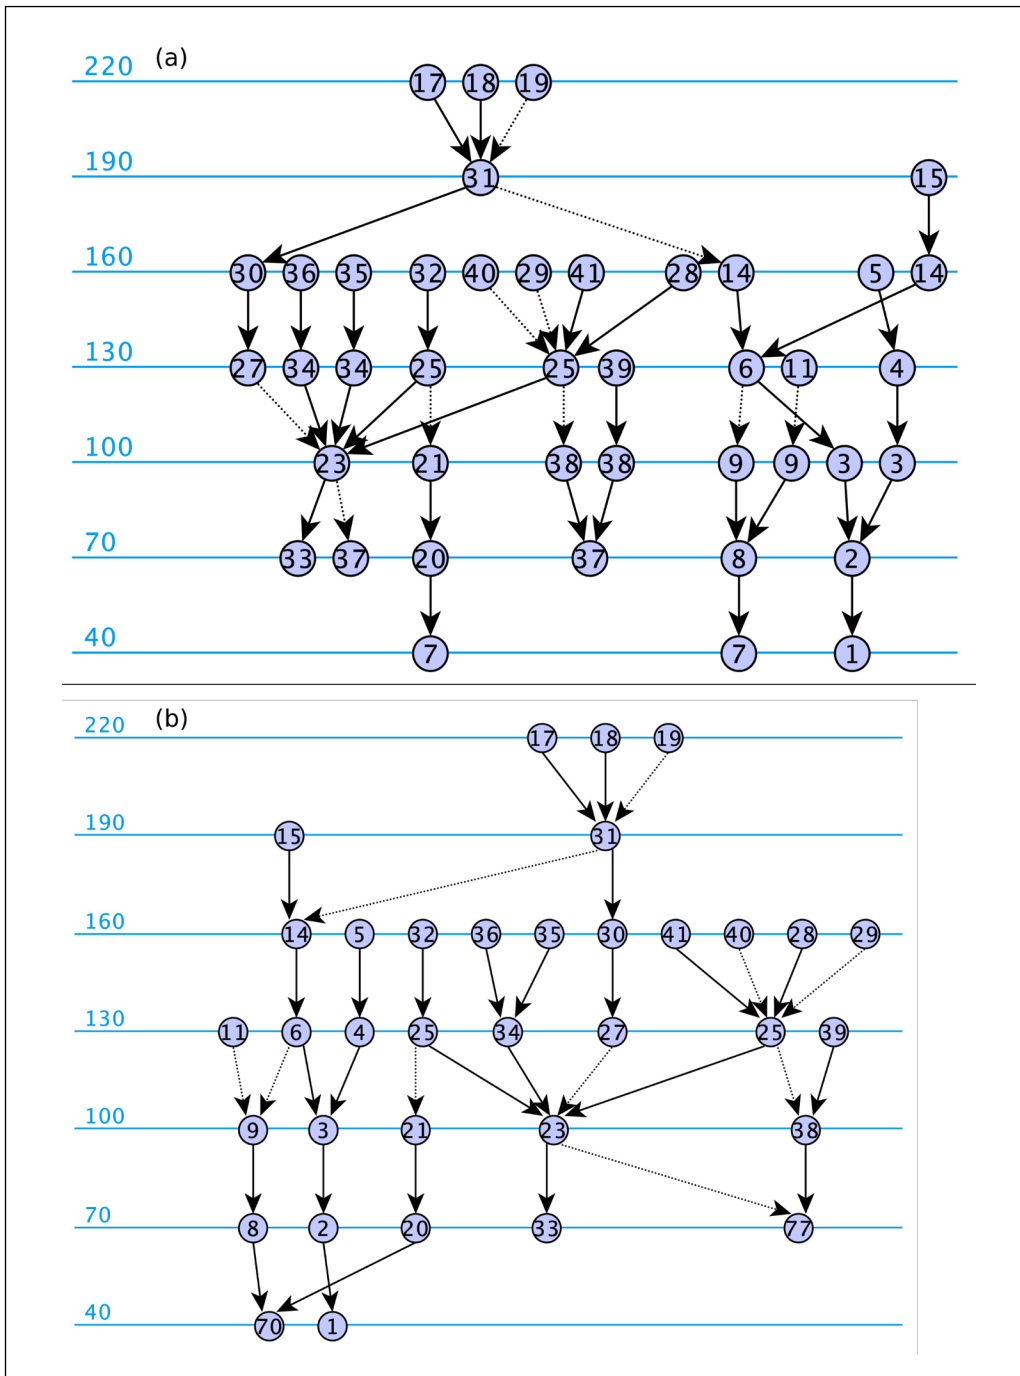 (a)
220 17 18 19
190 31 15
160 30 36 35 32 40 29 41 28 14 5 14
130 27 34 34 25 25 39 6 11 4
100 23 21 38 38 9 9 3 3
70 33 37 20 37 8 2
40 7 7 1
(b)
220 17 18 19
190 15 31
160 14 5 32 36 35 30 41 40 28 29
130 11 6 4 25 34 27 25 39
100 9 3 21 23 38
70 8 2 20 33 77
40 70 1